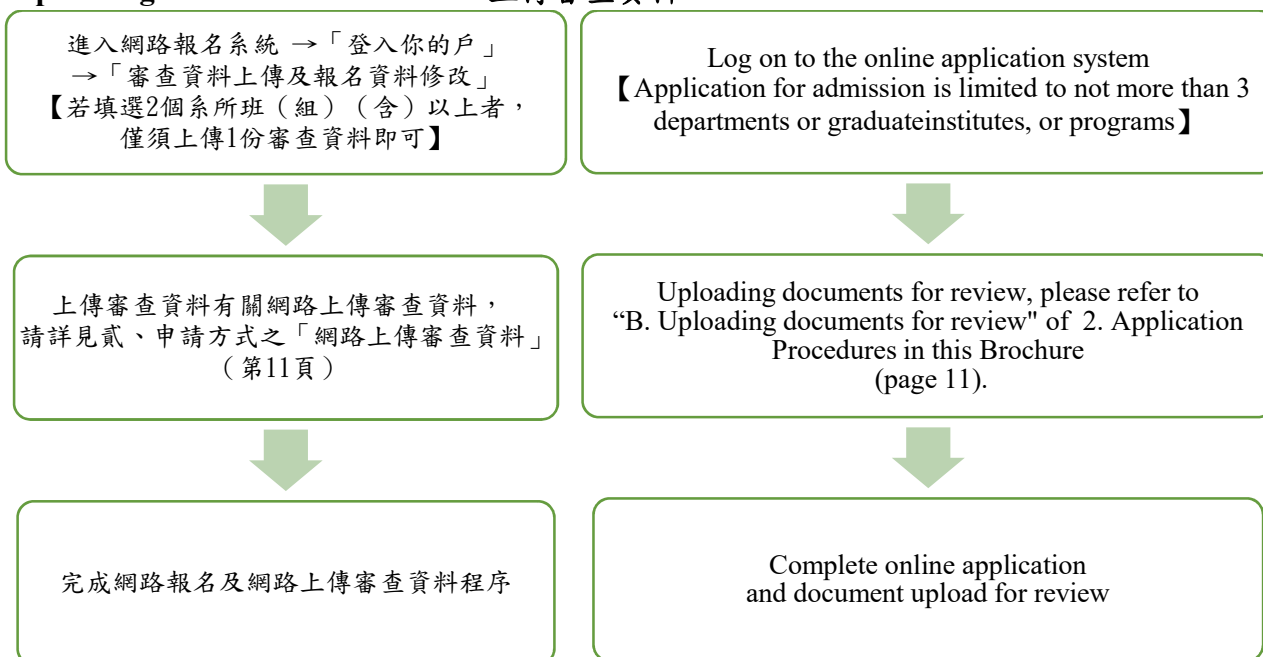 進入網路報名系統 →「登入你的戶」
→「審查資料上傳及報名資料修改」
【若填選2個系所班（組）（含）以上者，
僅須上傳1份審查資料即可】
Log on to the online application system
【Application for admission is limited to not more than 3
departments or graduateinstitutes, or programs】
上傳審查資料有關網路上傳審查資料，
請詳見貳、申請方式之「網路上傳審查資料」
（第11頁）
Uploading documents for review, please refer to
“B. Uploading documents for review" of 2. Application
Procedures in this Brochure
(page 11).
完成網路報名及網路上傳審查資料程序
Complete online application
and document upload for review